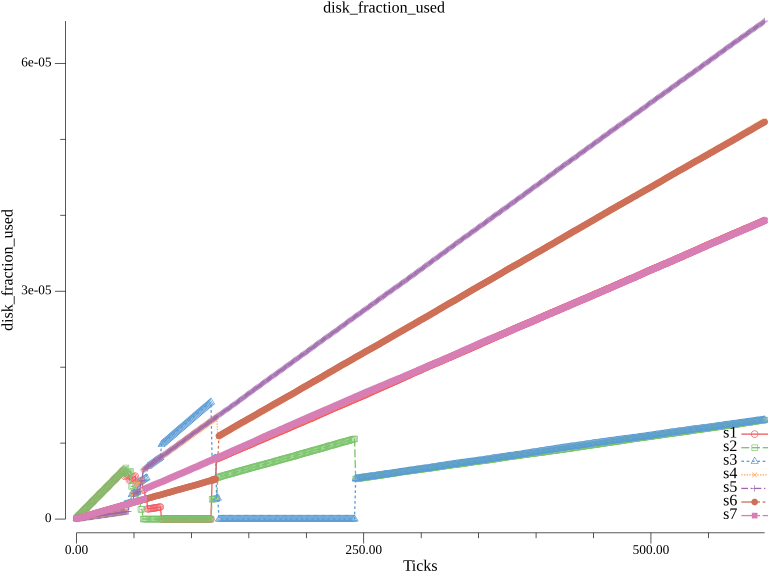 disk_fraction_used
disk_fraction_used
6e-05
3e-05
0
0.00
250.00
500.00
Ticks
s1
s2
s3
s4
s5
s6
s7